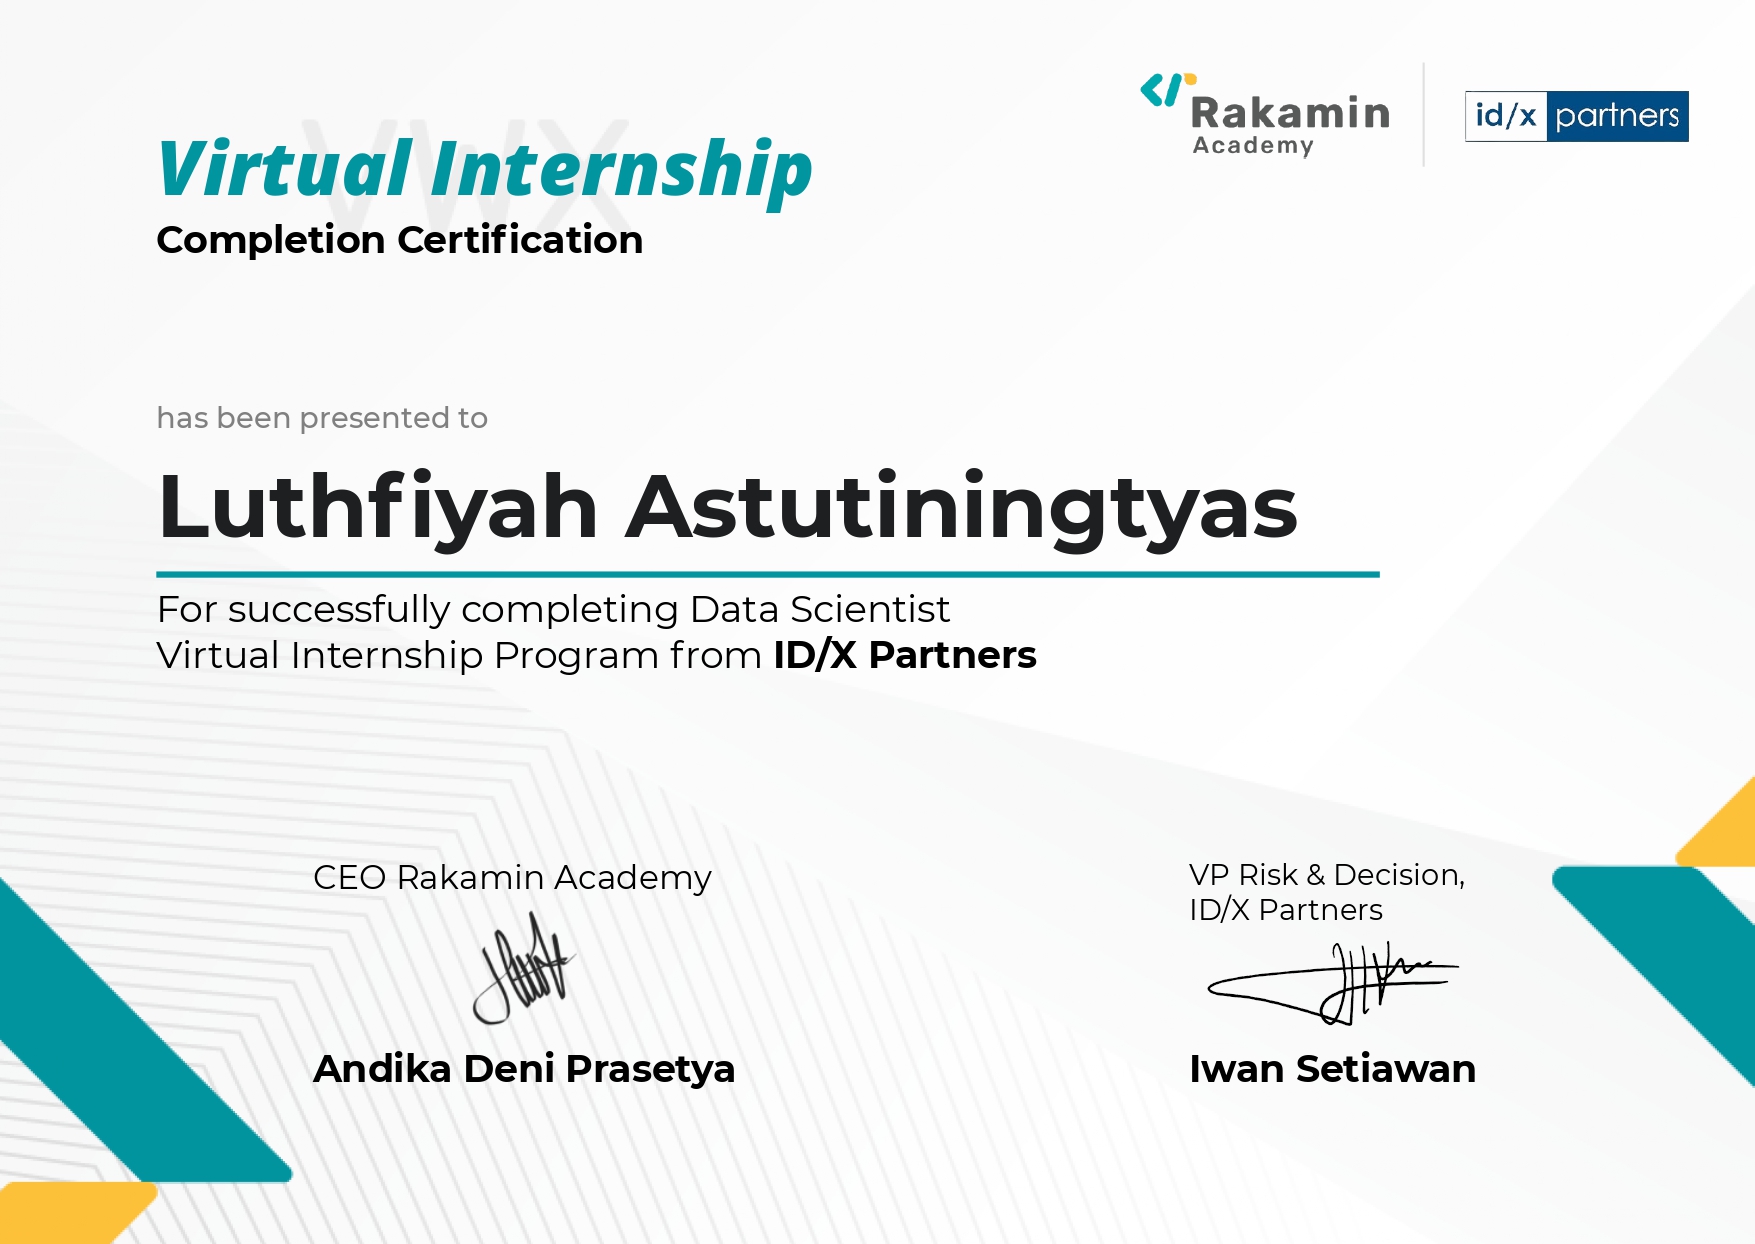 Rakamin
Academy
id/x partners
VWX
Virtual Internship
Completion Certification
has been presented to
Luthfiyah Astutiningtyas
For successfully completing Data Scientist
Virtual Internship Program from ID/X Partners
CEO Rakamin Academy
Andika Deni Prasetya
VP Risk & Decision,
ID/X Partners
Iwan Setiawan